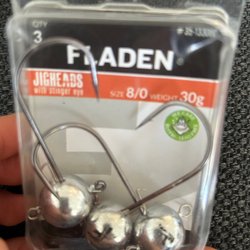 QTY
3
FLADEN®
JIGHEADS
with stinger eye
SIZE 8/0 WEIGHT 30g